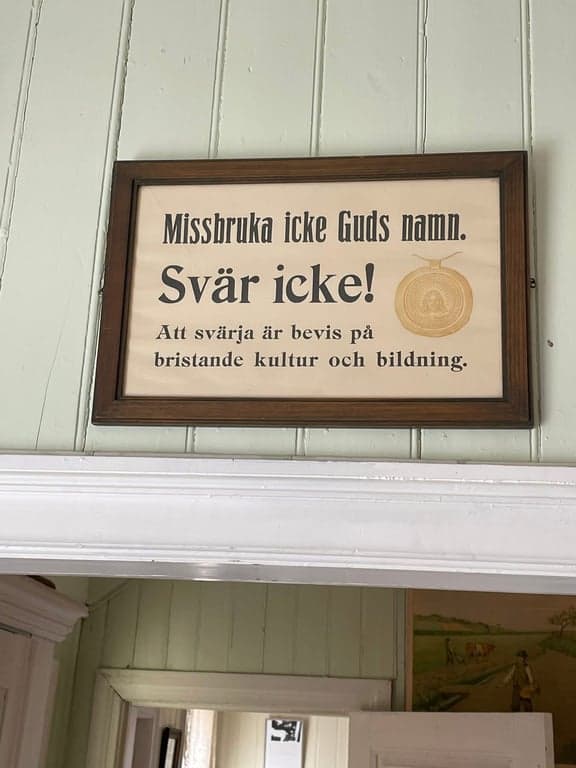 Missbruka icke Guds namn.
Svär icke!
Att svärja är bevis på
bristande kultur och bildning.